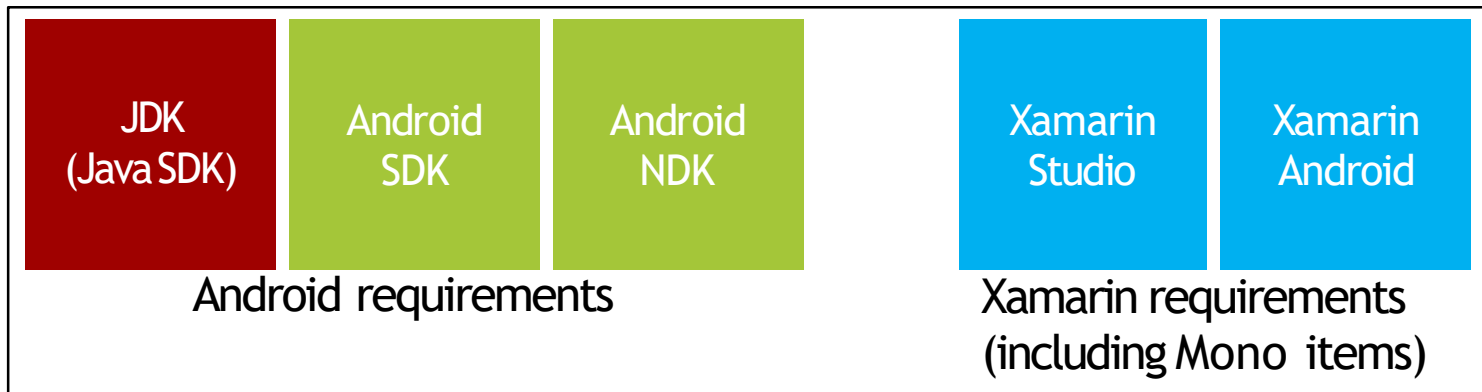 JDK
(Java SDK)
Android
SDK
Android
NDK
Xamarin
Studio
Xamarin
Android
Android requirements
Xamarin requirements
(including Mono items)